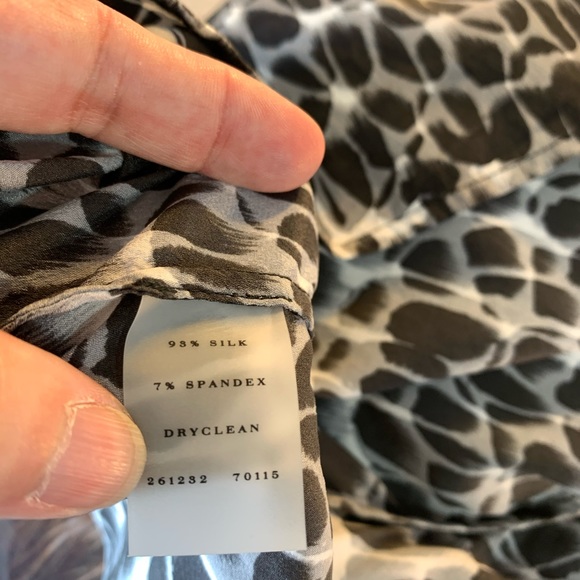 93% SILK
7% SPANDEX
DRYCLEAN
261232 70115